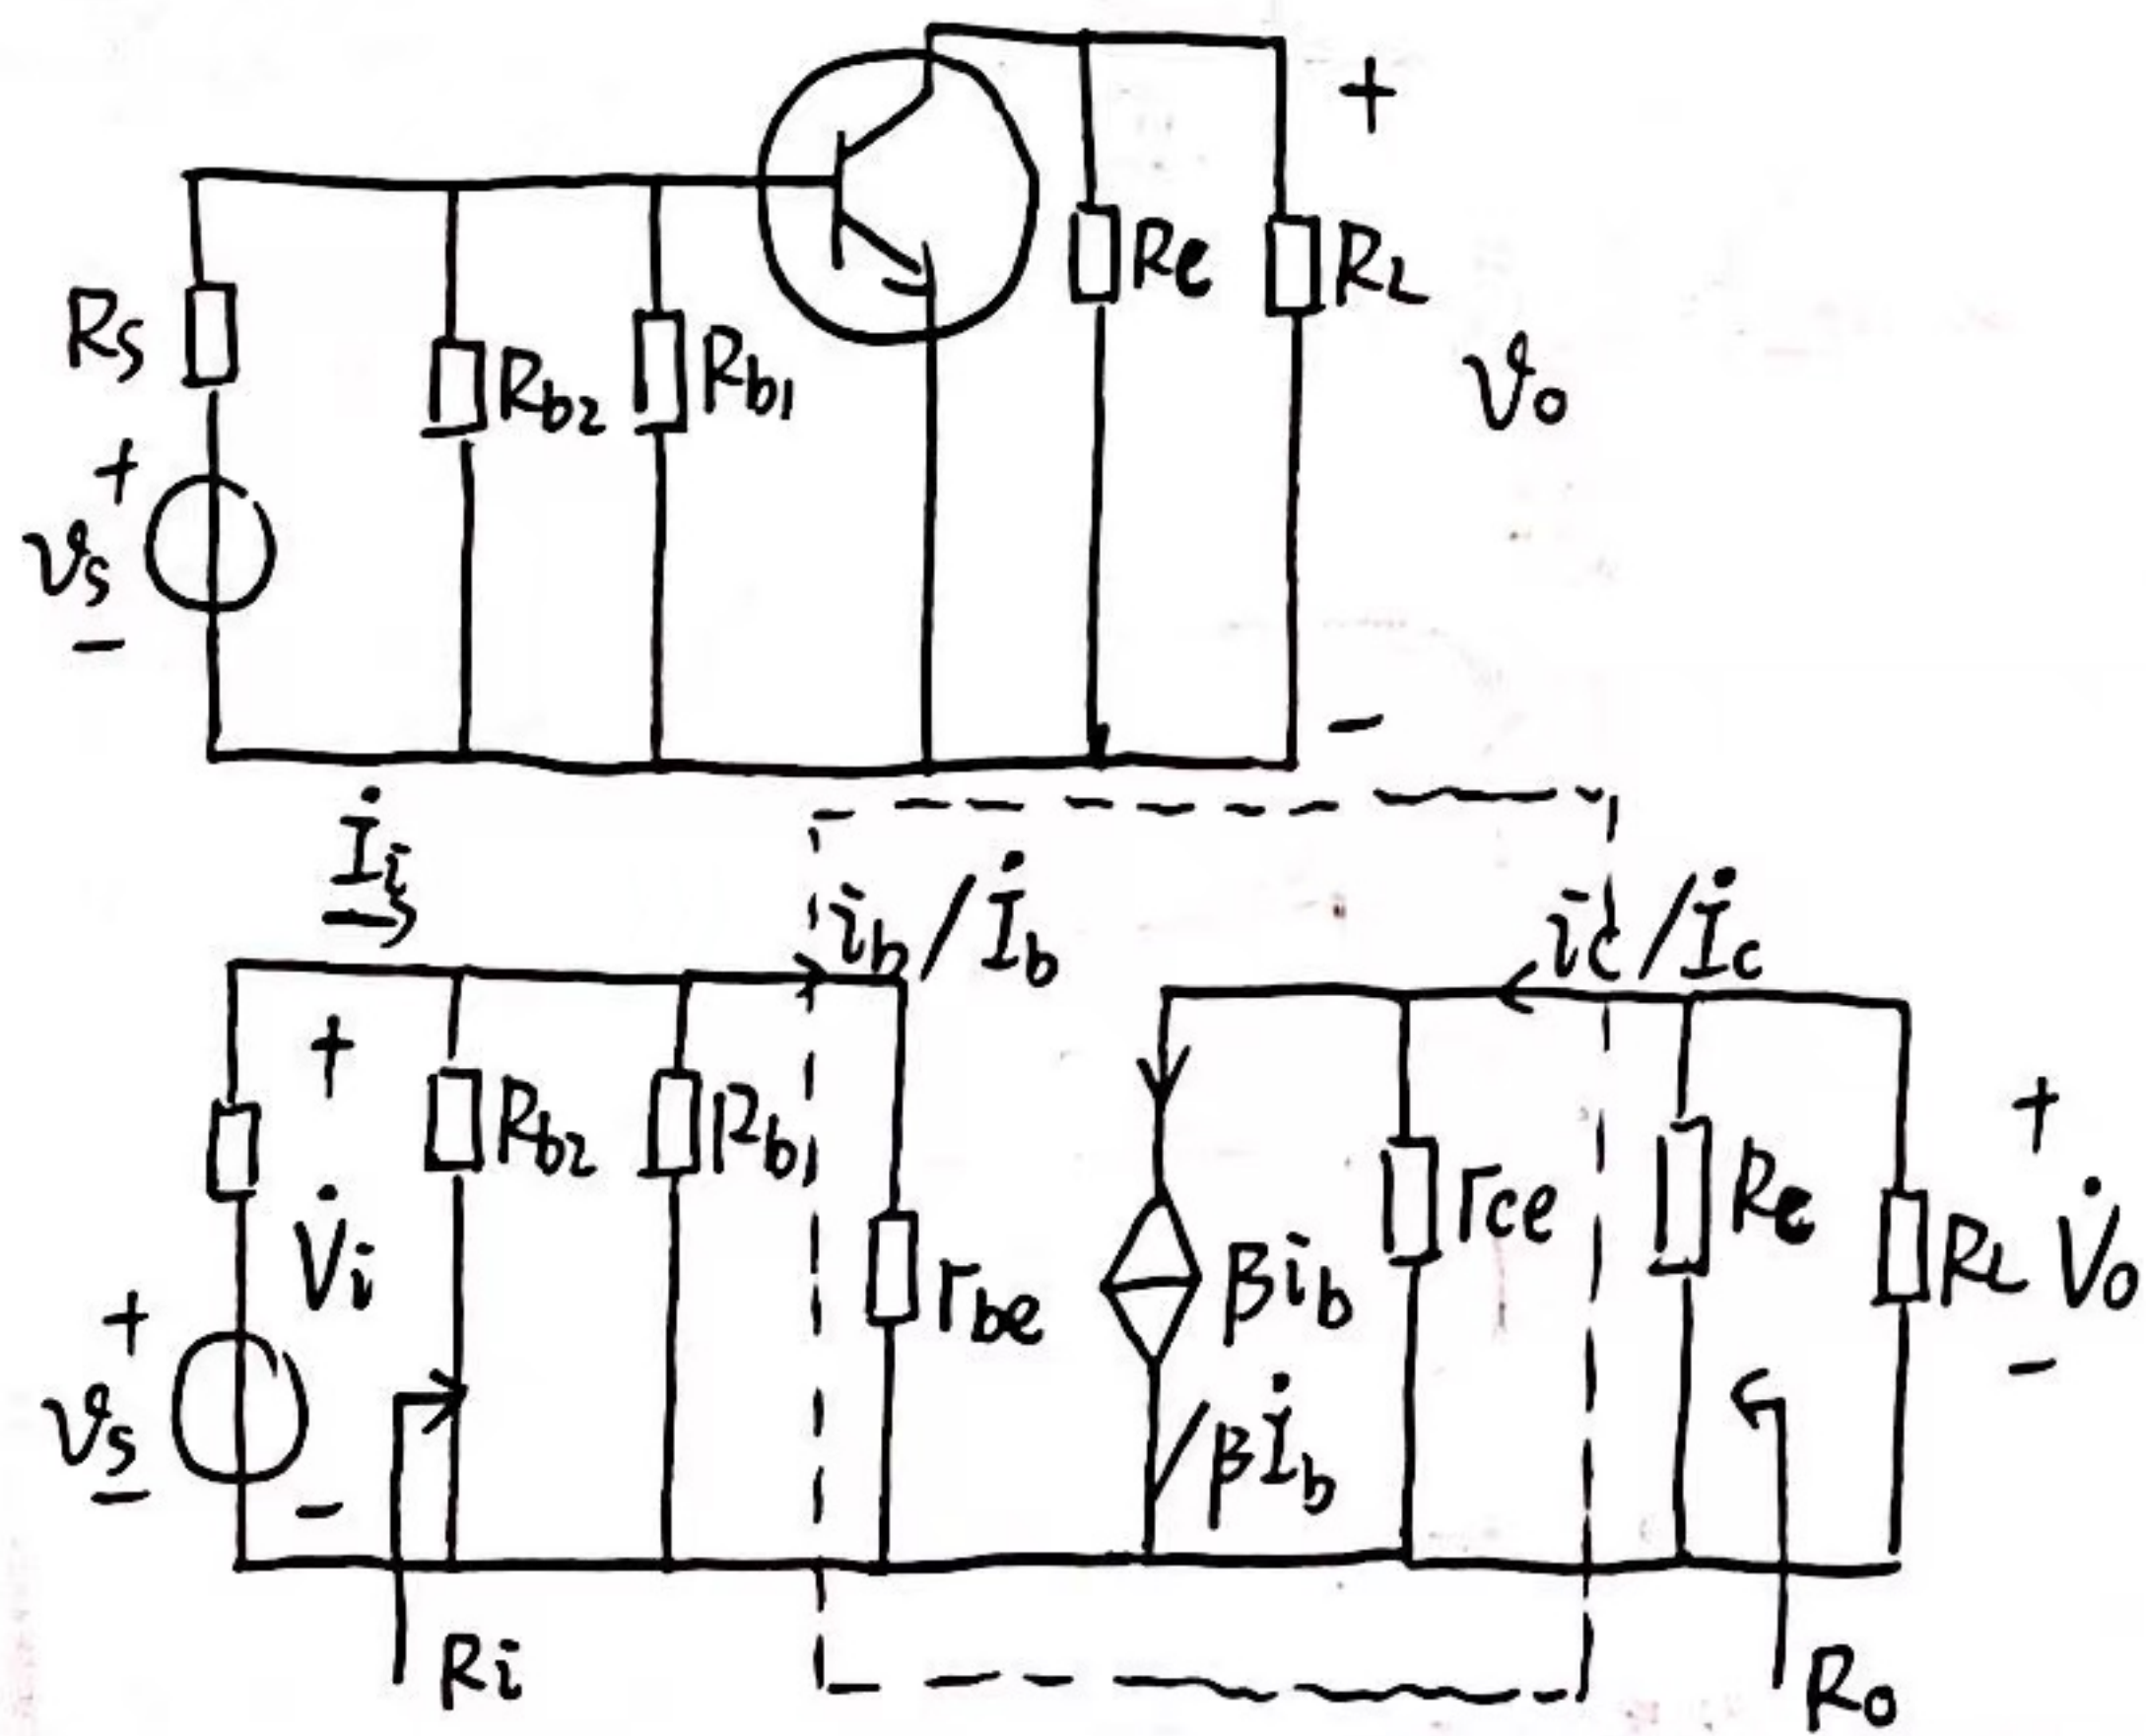 +
Re
RL
Rs
Rb2
Rb1
vo
+
vs
−
−
İi
ib/İb
ic/İc
+
Rb2
Rb1
+
V̇i
rbe
βib
rce
Re
RL
V̇o
+
vs
−
−
/βİb
−
Ri
Ro